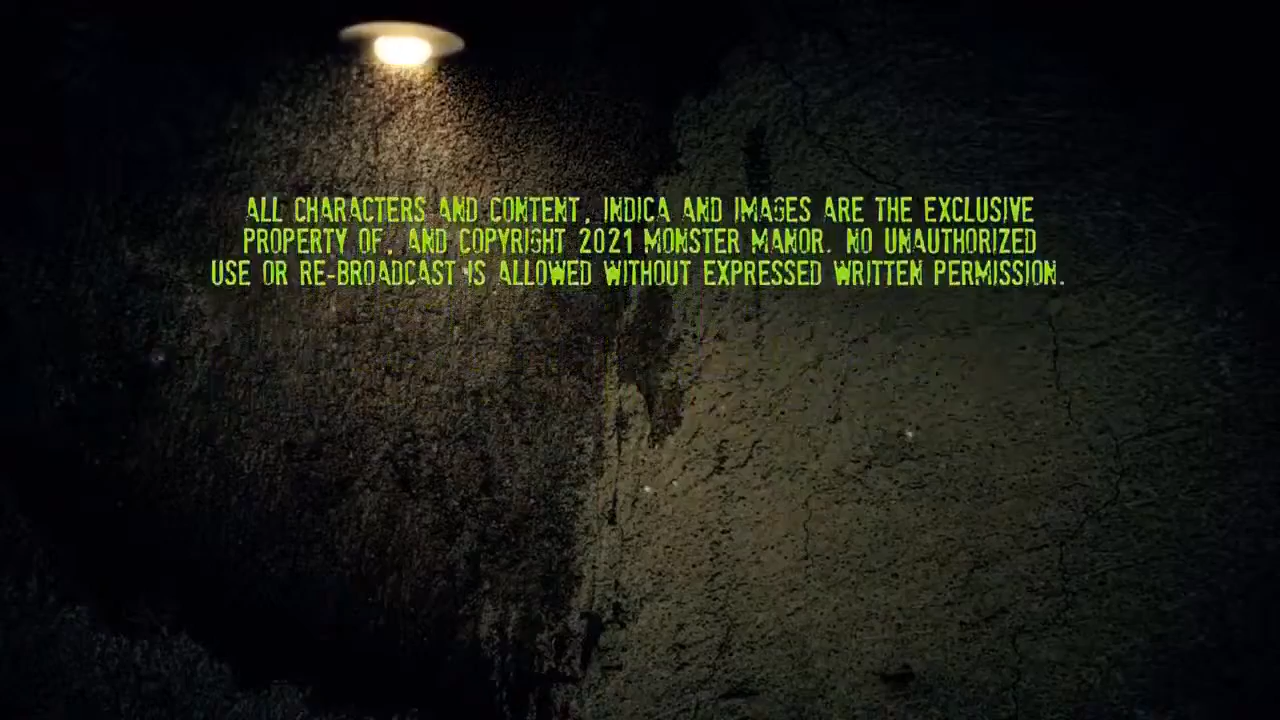 ALL CHARACTERS AND CONTENT, INDICA AND IMAGES ARE THE EXCLUSIVE
PROPERTY OF, AND COPYRIGHT 2021 MONSTER MANOR. NO UNAUTHORIZED
USE OR RE-BROADCAST IS ALLOWED WITHOUT EXPRESSED WRITTEN PERMISSION.